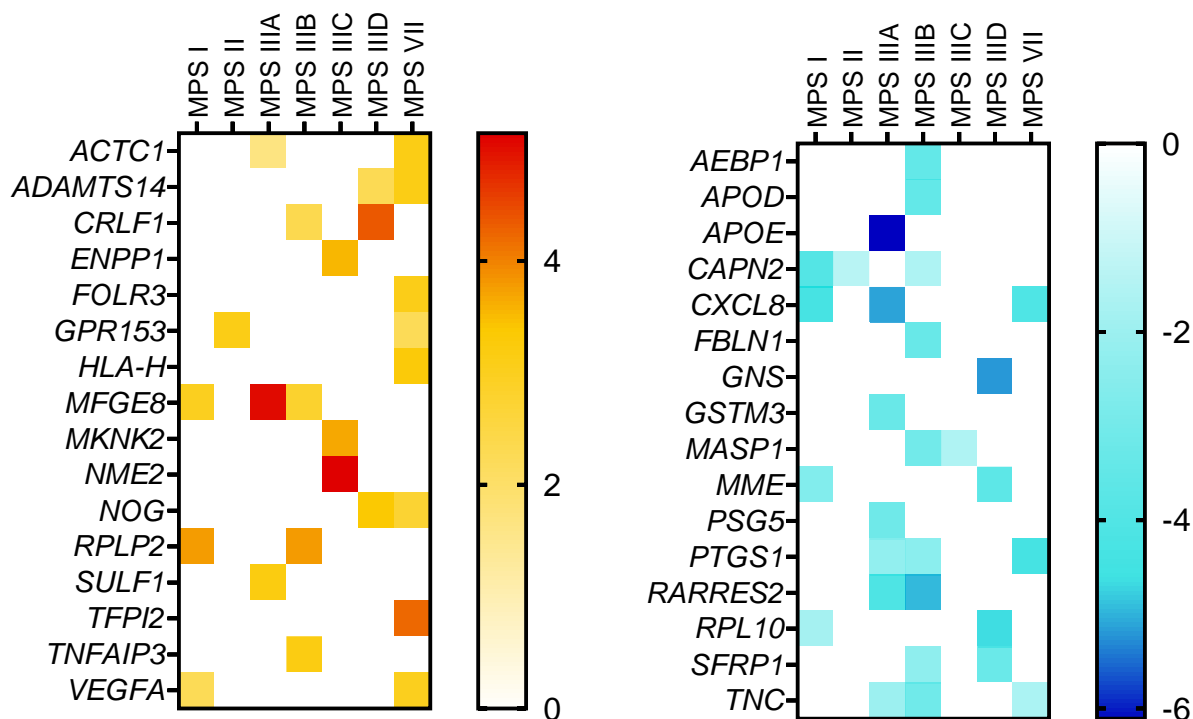 MPS I
MPS II
MPS IIIA
MPS IIIB
MPS IIIC
MPS IIID
MPS VII
ACTC1
ADAMTS14
CRLF1
ENPP1
FOLR3
GPR153
HLA-H
MFGE8
MKNK2
NME2
NOG
RPLP2
SULF1
TFPI2
TNFAIP3
VEGFA
4
2
0
MPS I
MPS II
MPS IIIA
MPS IIIB
MPS IIIC
MPS IIID
MPS VII
AEBP1
APOD
APOE
CAPN2
CXCL8
FBLN1
GNS
GSTM3
MASP1
MME
PSG5
PTGS1
RARRES2
RPL10
SFRP1
TNC
0
-2
-4
-6